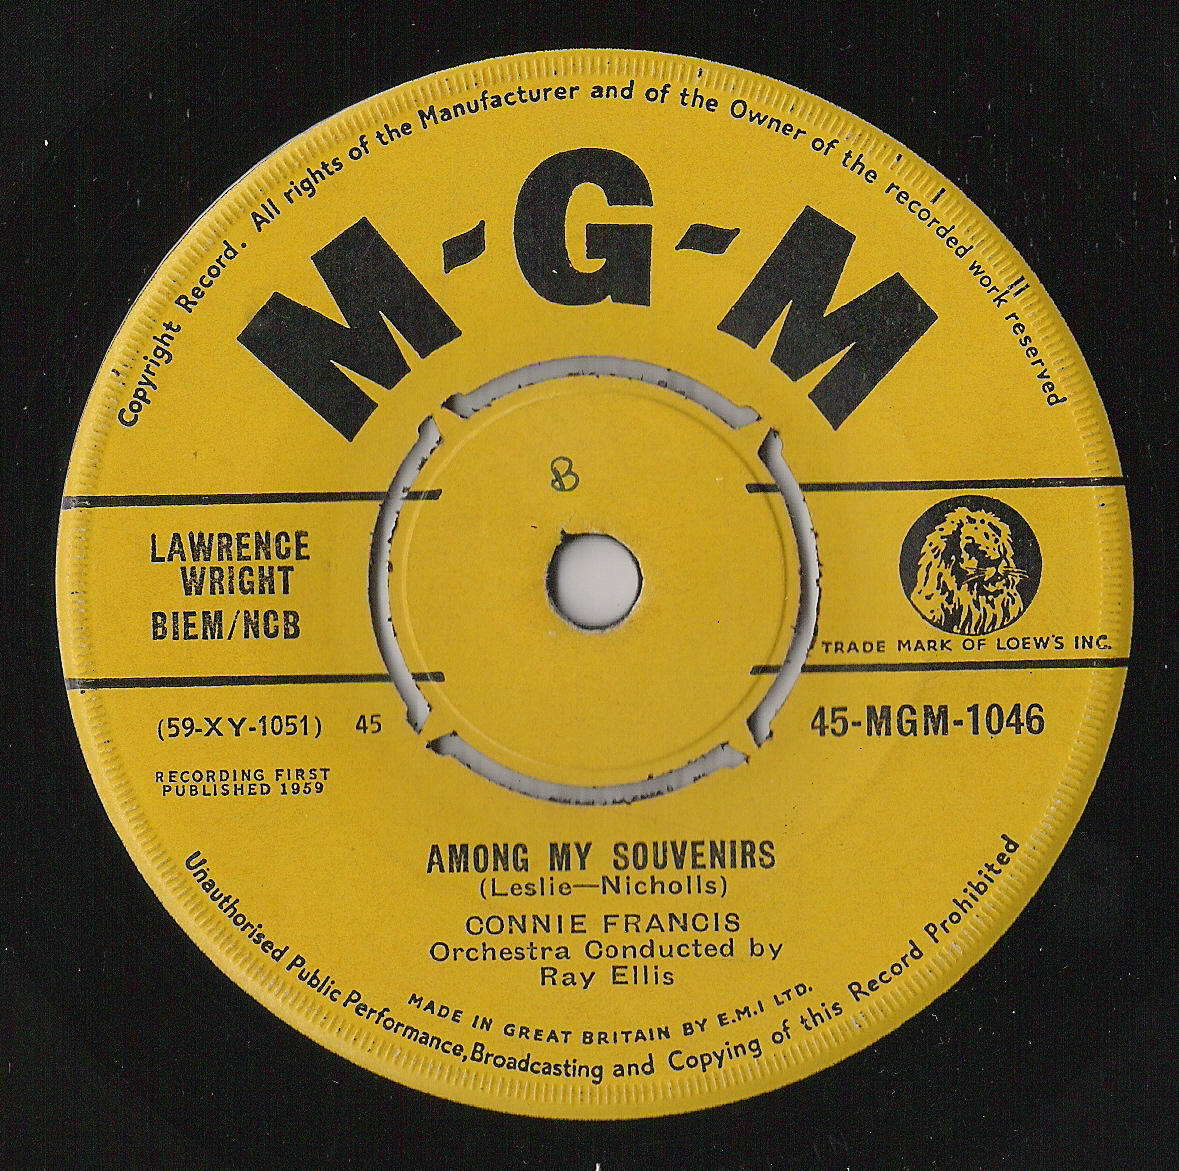 Copyright Record. All rights of the Manufacturer and of the Owner of the recorded work reserved
M-G-M
B
LAWRENCE
WRIGHT
BIEM/NCB
TRADE MARK OF LOEW'S INC.
(59-XY-1051) 45
45-MGM-1046
RECORDING FIRST
PUBLISHED 1959
AMONG MY SOUVENIRS
(Leslie—Nicholls)
CONNIE FRANCIS
Orchestra Conducted by
Ray Ellis
MADE IN GREAT BRITAIN BY E.M.I LTD.
Unauthorised Public Performance, Broadcasting and Copying of this Record Prohibited